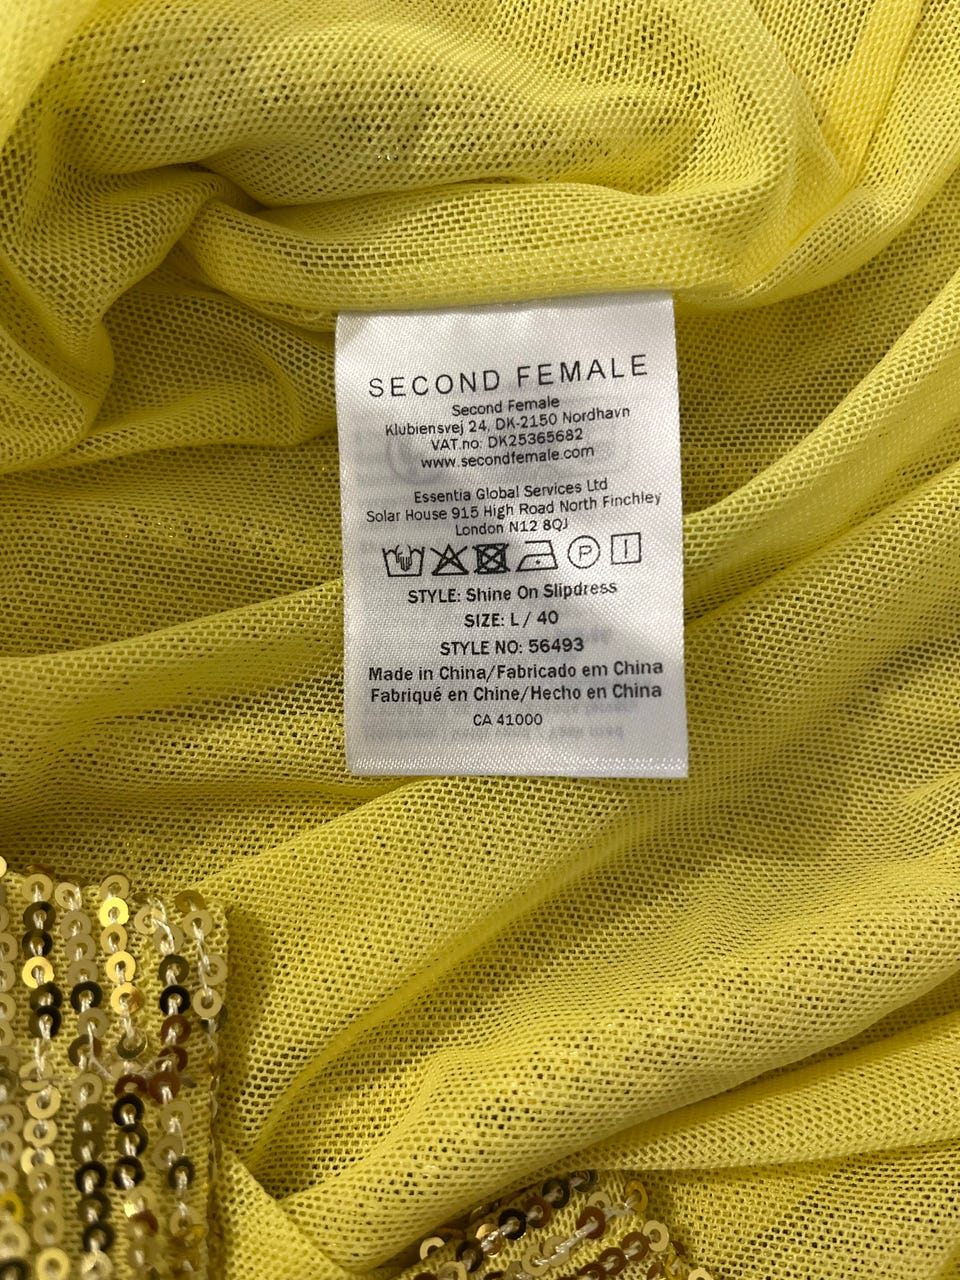 SECOND FEMALE
Second Female
Klubiensvej 24, DK-2150 Nordhavn
VAT.no: DK25365682
www.secondfemale.com
Essentia Global Services Ltd
Solar House 915 High Road North Finchley
London N12 8QJ
P
STYLE: Shine On Slipdress
SIZE: L / 40
STYLE NO: 56493
Made in China/Fabricado em China
Fabriqué en Chine/Hecho en China
CA 41000